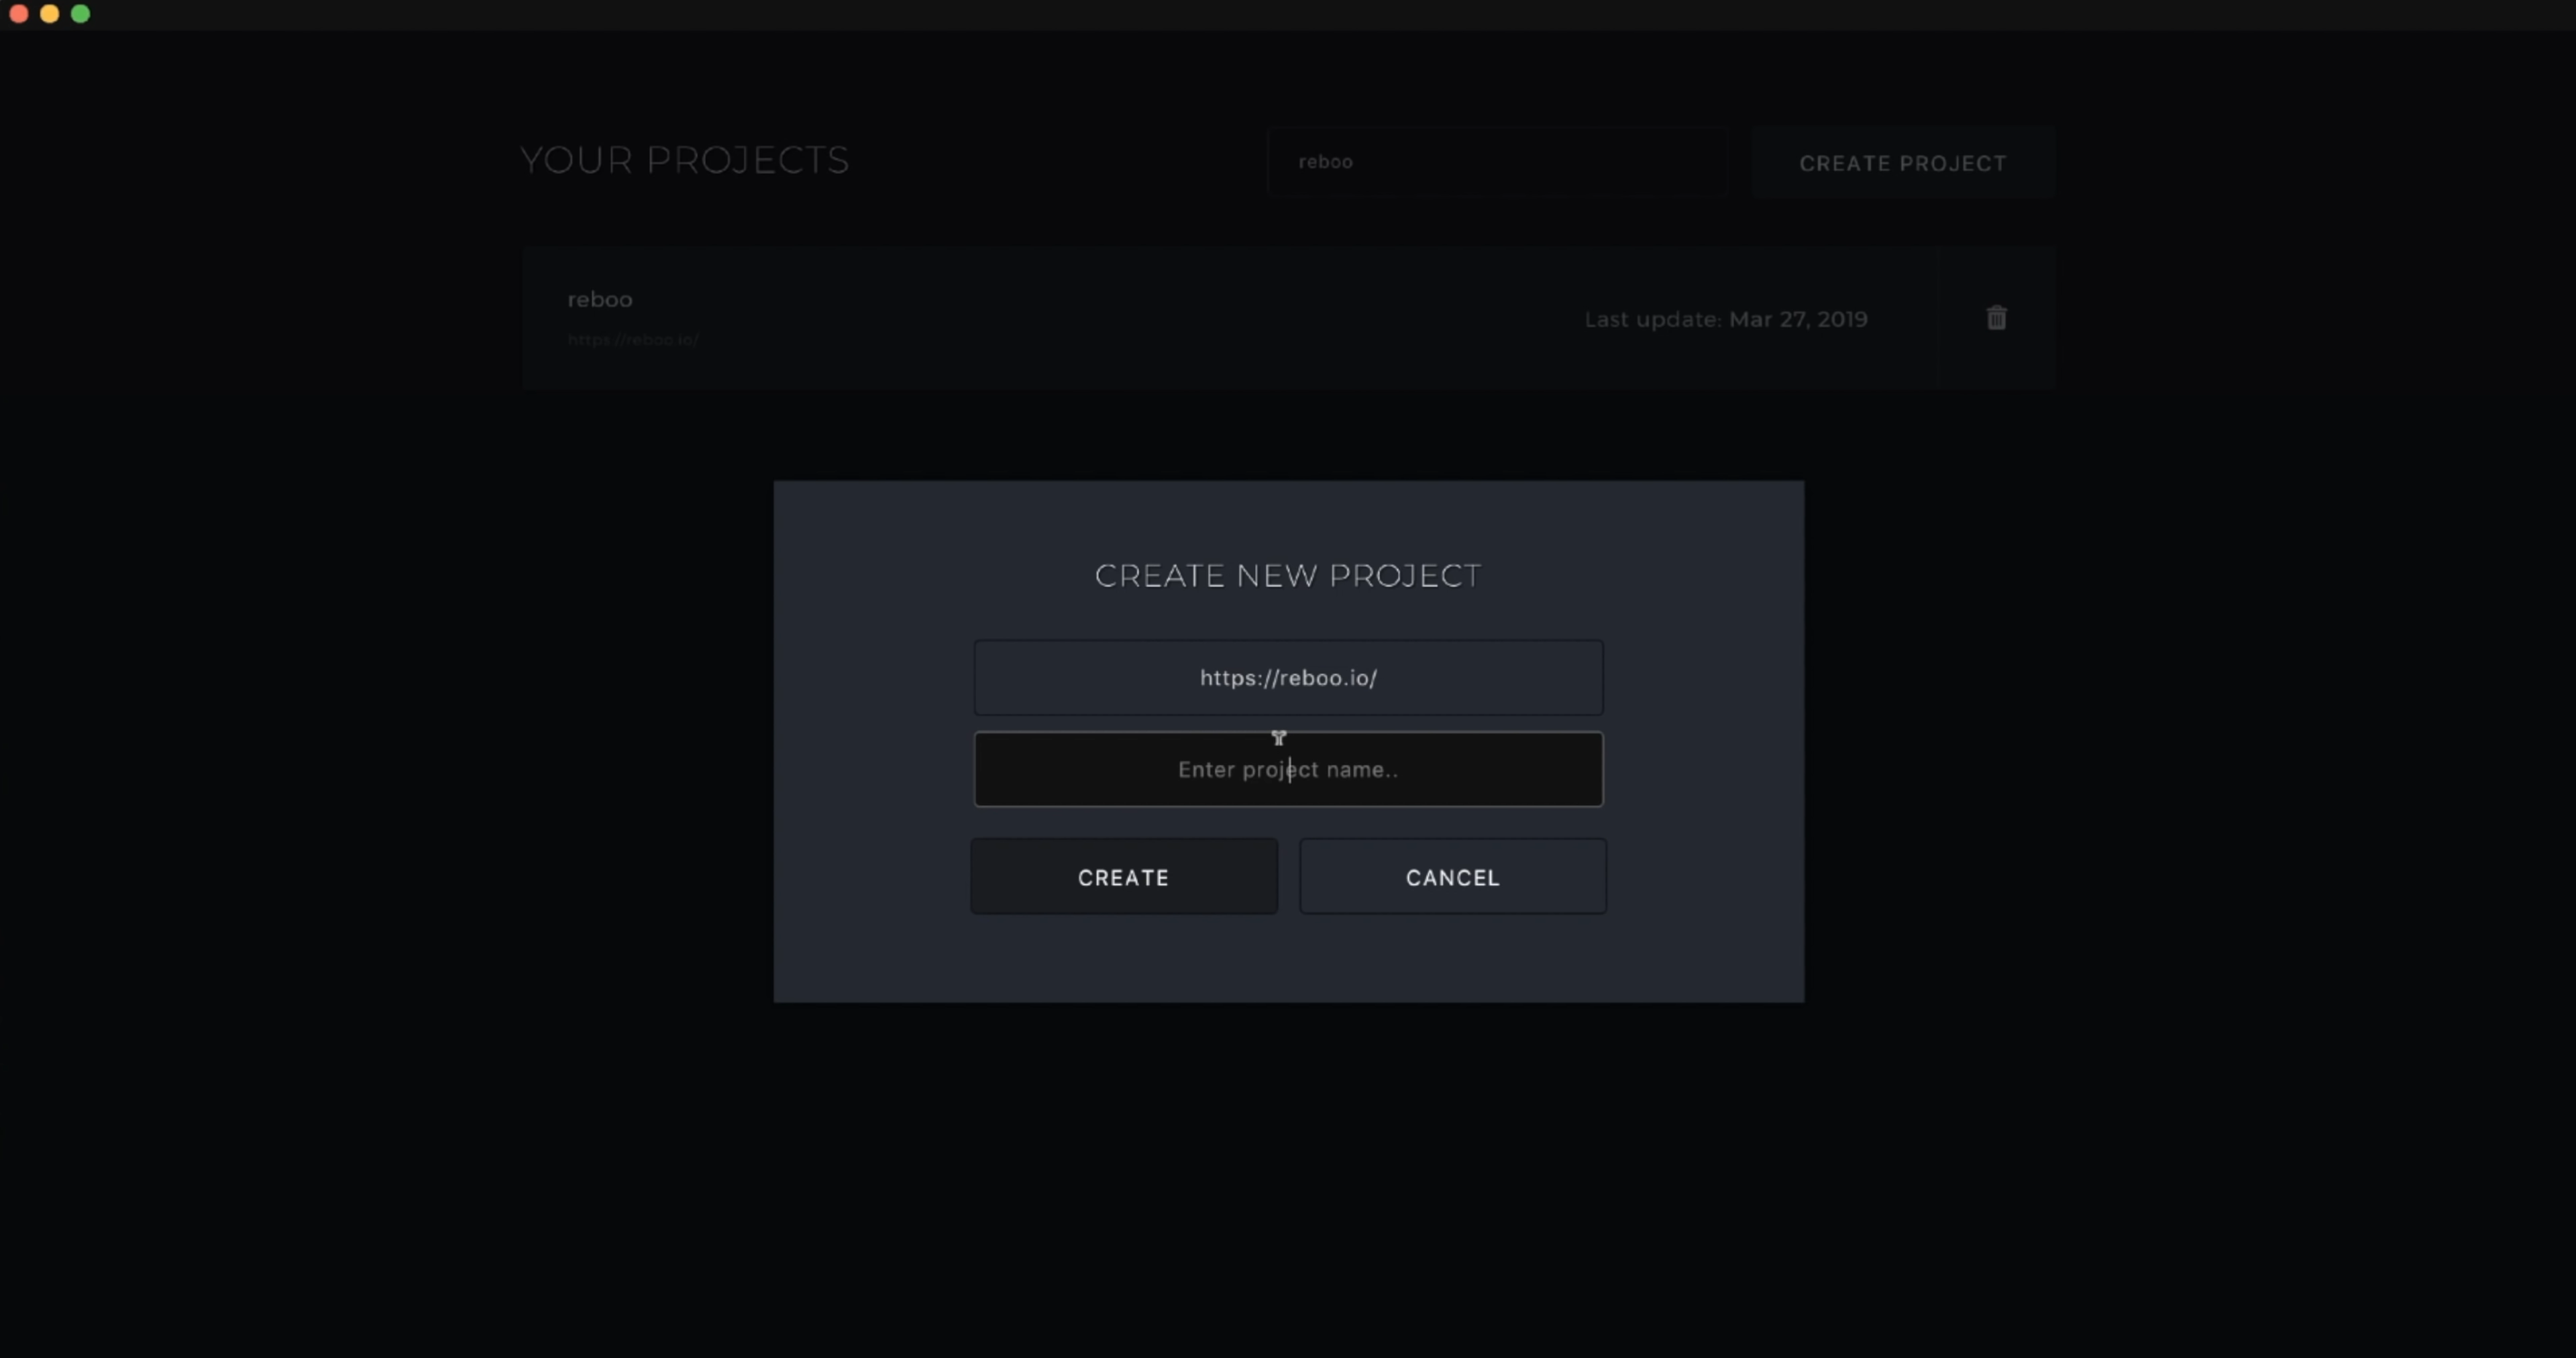 YOUR PROJECTS
reboo
CREATE PROJECT
reboo
https://reboo.io/
Last update: Mar 27, 2019
CREATE NEW PROJECT
https://reboo.io/
Enter project name..
CREATE
CANCEL